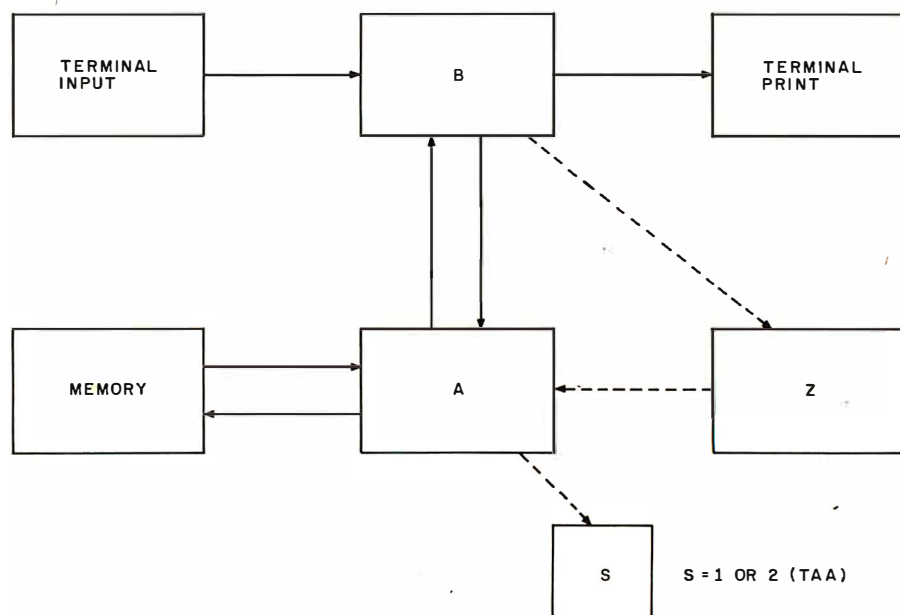 TERMINAL
INPUT
B
TERMINAL
PRINT
MEMORY
A
Z
S
S = 1 OR 2 (TAA)